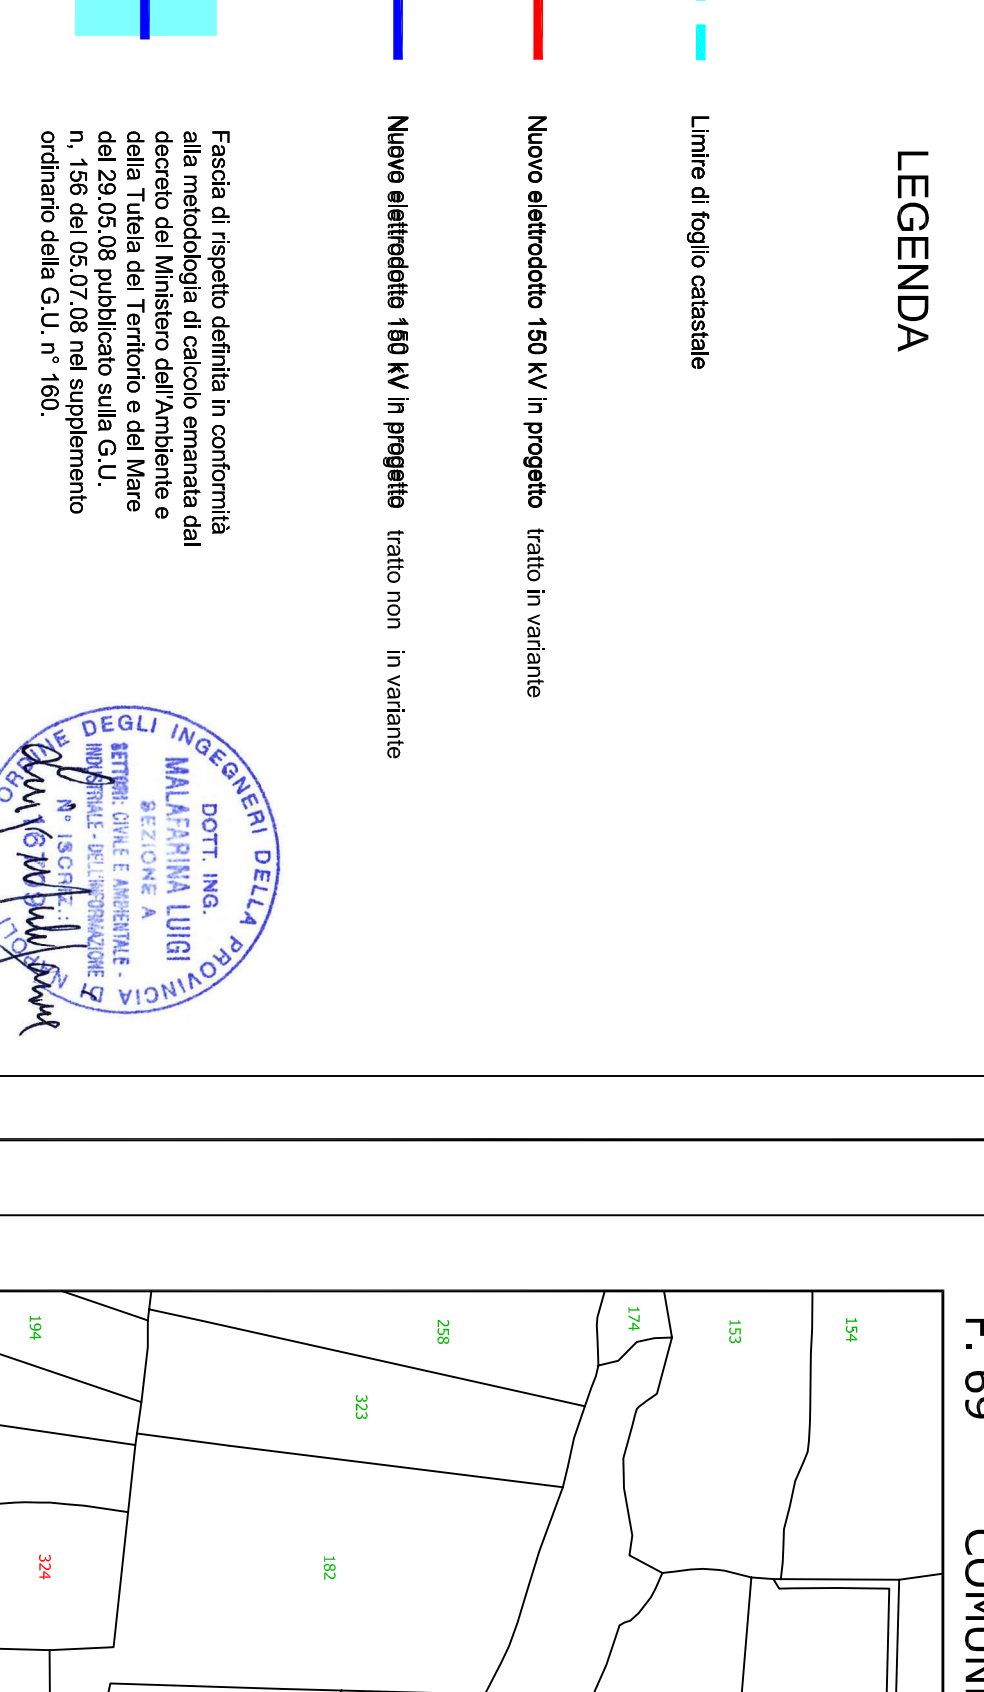 LEGENDA
Limire di foglio catastale
Nuovo elettrodotto 150 kV in progetto tratto in variante
Nuovo elettrodotto 150 kV in progetto tratto non in variante
Fascia di rispetto definita in conformità
alla metodologia di calcolo emanata dal
decreto del Ministero dell'Ambiente e
della Tutela del Territorio e del Mare
del 29.05.08 pubblicato sulla G.U.
n, 156 del 05.07.08 nel supplemento
ordinario della G.U. n° 160.
ORDINE DEGLI INGEGNERI DELLA PROVINCIA DI NAPOLI
DOTT. ING.
MALAFARINA LUIGI
SEZIONE A
SETTORI: CIVILE E AMBIENTALE -
INDUSTRIALE - DELL'INFORMAZIONE
N° ISCRIZ.:
F. 69 COMUN
154
153
174
258
323
182
194
324